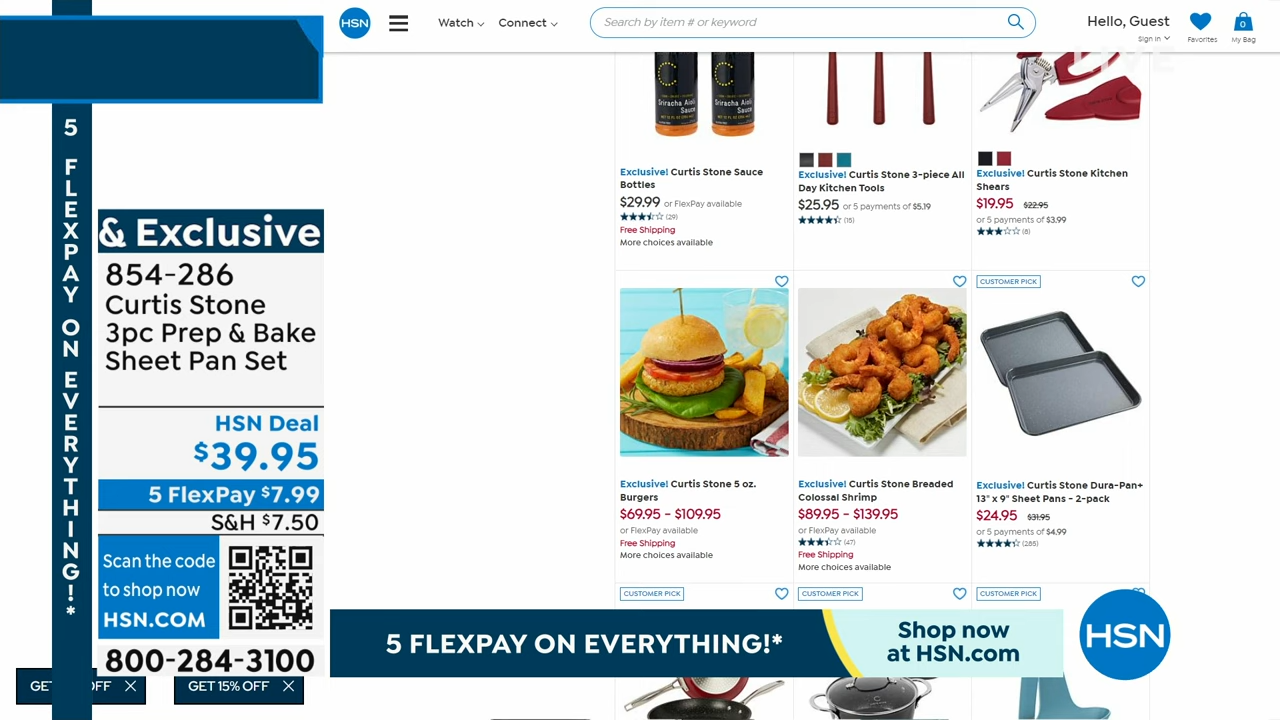 HSN
Watch
Connect
Search by item # or keyword
Hello, Guest
Sign in
Favorites
0
My Bag
LIVE
5 FLEXPAY ON EVERYTHING!*
& Exclusive
854-286
Curtis Stone
3pc Prep & Bake
Sheet Pan Set
HSN Deal
$39.95
5 FlexPay $7.99
S&H $7.50
Scan the code
to shop now
HSN.COM
800-284-3100
GET
OFF
GET 15% OFF
Sriracha Aioli
Sauce
Sriracha Aioli
Sauce
Exclusive! Curtis Stone Sauce
Bottles
$29.99 or FlexPay available
(29)
Free Shipping
More choices available
Exclusive! Curtis Stone 3-piece All
Day Kitchen Tools
$25.95 or 5 payments of $5.19
(15)
Exclusive! Curtis Stone Kitchen
Shears
$19.95 $22.95
or 5 payments of $3.99
(8)
Exclusive! Curtis Stone 5 oz.
Burgers
$69.95 - $109.95
or FlexPay available
Free Shipping
More choices available
Exclusive! Curtis Stone Breaded
Colossal Shrimp
$89.95 - $139.95
or FlexPay available
(47)
Free Shipping
More choices available
CUSTOMER PICK
Exclusive! Curtis Stone Dura-Pan+
13" x 9" Sheet Pans - 2-pack
$24.95 $31.95
or 5 payments of $4.99
(285)
CUSTOMER PICK
CUSTOMER PICK
CUSTOMER PICK
5 FLEXPAY ON EVERYTHING!*
Shop now
at HSN.com
HSN